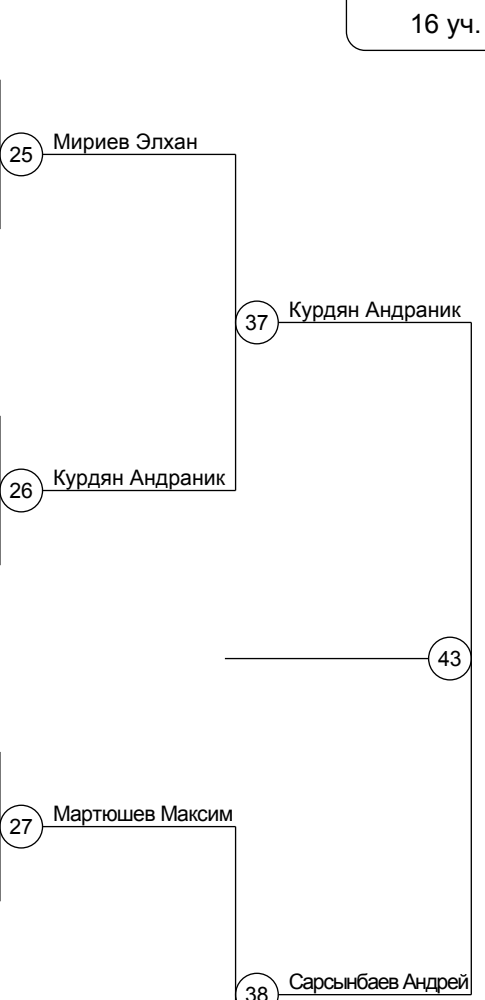 16 уч.
25 Мириев Элхан
37 Курдян Андраник
26 Курдян Андраник
43
27 Мартюшев Максим
38 Сарсынбаев Андрей